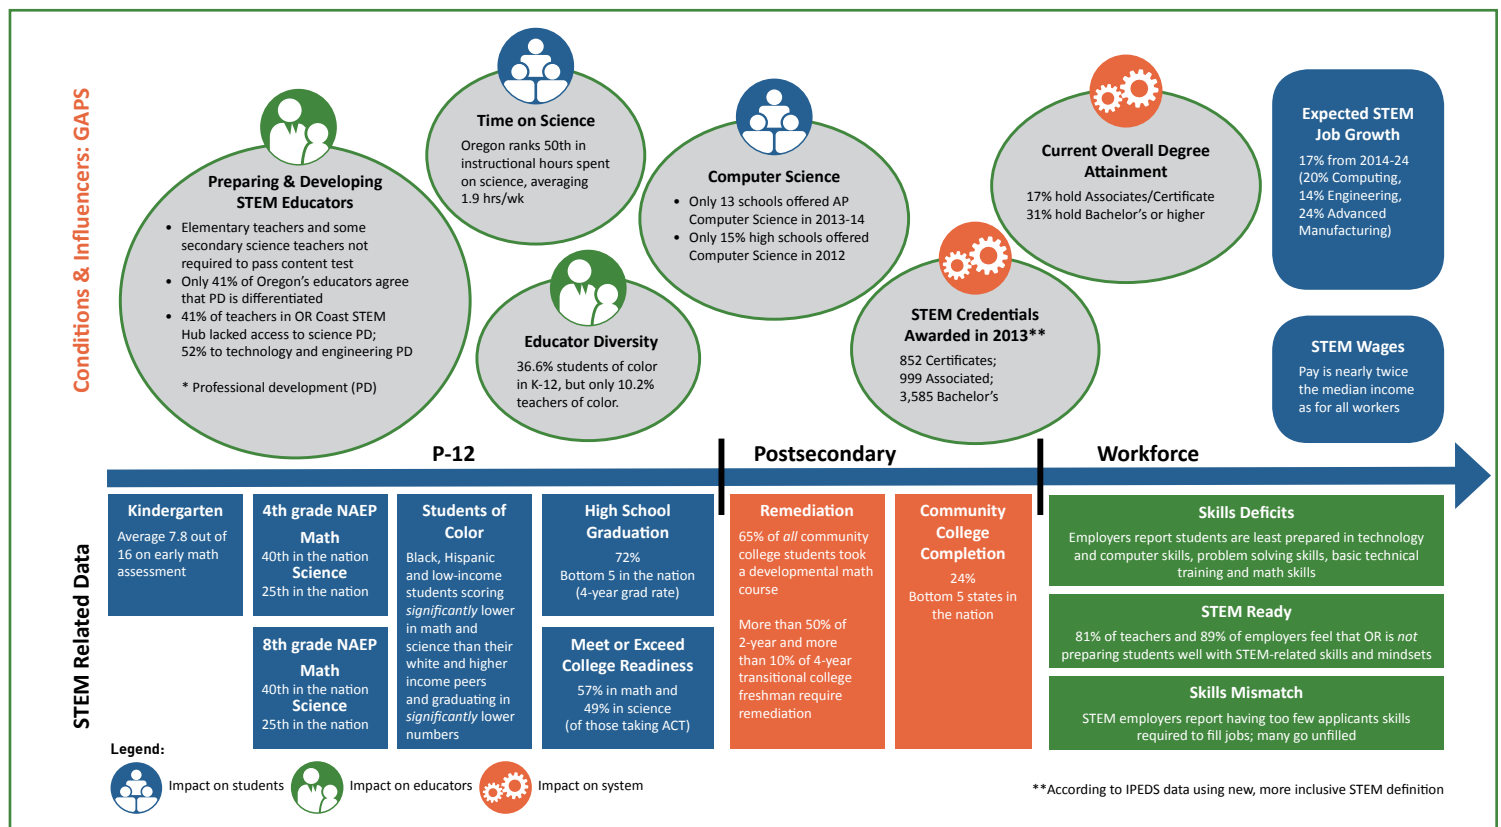 Conditions & Influencers: GAPS
Preparing & Developing
STEM Educators
• Elementary teachers and some
secondary science teachers not
required to pass content test
• Only 41% of Oregon's educators agree
that PD is differentiated
• 41% of teachers in OR Coast STEM
Hub lacked access to science PD;
52% to technology and engineering PD
* Professional development (PD)
Time on Science
Oregon ranks 50th in
instructional hours spent
on science, averaging
1.9 hrs/wk
Educator Diversity
36.6% students of color
in K-12, but only 10.2%
teachers of color.
Computer Science
• Only 13 schools offered AP
Computer Science in 2013-14
• Only 15% high schools offered
Computer Science in 2012
STEM Credentials
Awarded in 2013**
852 Certificates;
999 Associated;
3,585 Bachelor's
Current Overall Degree
Attainment
17% hold Associates/Certificate
31% hold Bachelor's or higher
Expected STEM
Job Growth
17% from 2014-24
(20% Computing,
14% Engineering,
24% Advanced
Manufacturing)
STEM Wages
Pay is nearly twice
the median income
as for all workers
P-12
Postsecondary
Workforce
STEM Related Data
Kindergarten
Average 7.8 out of
16 on early math
assessment
4th grade NAEP
Math
40th in the nation
Science
25th in the nation
8th grade NAEP
Math
40th in the nation
Science
25th in the nation
Students of
Color
Black, Hispanic
and low-income
students scoring
significantly lower
in math and
science than their
white and higher
income peers
and graduating in
significantly lower
numbers
High School
Graduation
72%
Bottom 5 in the nation
(4-year grad rate)
Meet or Exceed
College Readiness
57% in math and
49% in science
(of those taking ACT)
Remediation
65% of all community
college students took
a developmental math
course
More than 50% of
2-year and more
than 10% of 4-year
transitional college
freshman require
remediation
Community
College
Completion
24%
Bottom 5 states in
the nation
Skills Deficits
Employers report students are least prepared in technology
and computer skills, problem solving skills, basic technical
training and math skills
STEM Ready
81% of teachers and 89% of employers feel that OR is not
preparing students well with STEM-related skills and mindsets
Skills Mismatch
STEM employers report having too few applicants skills
required to fill jobs; many go unfilled
Legend:
Impact on students
Impact on educators
Impact on system
**According to IPEDS data using new, more inclusive STEM definition